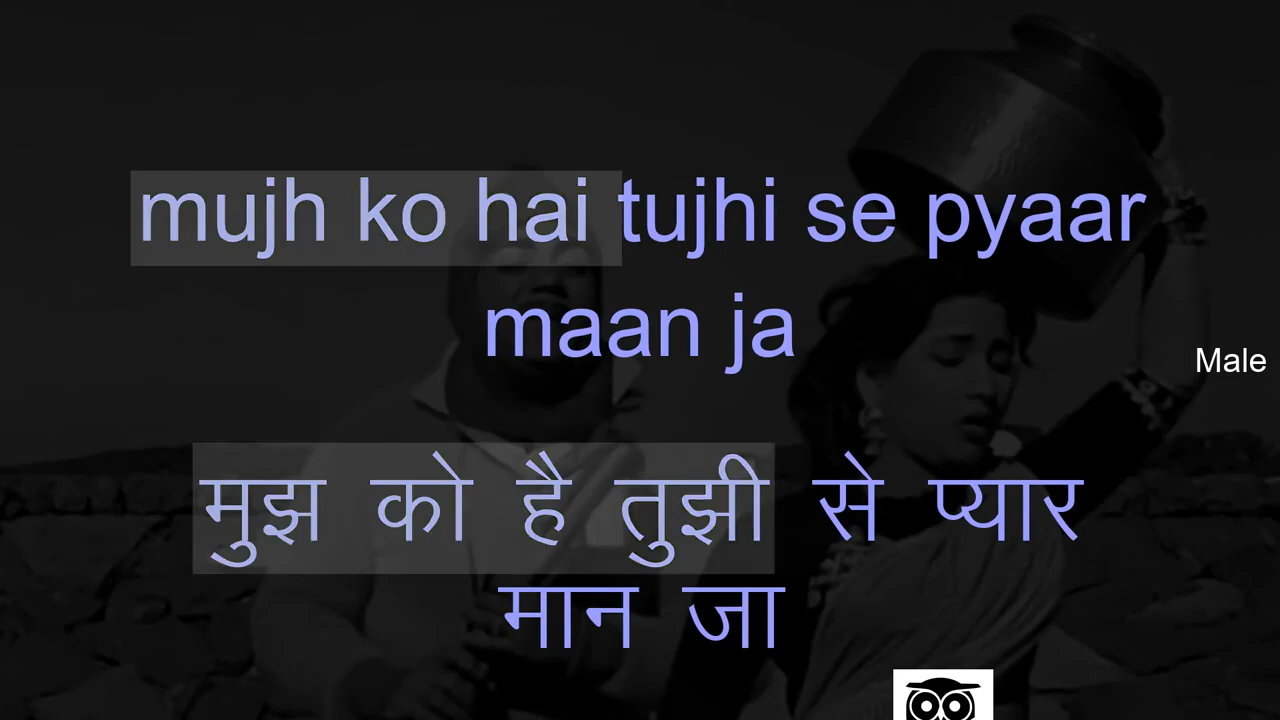 mujh ko hai tujhi se pyaar
maan ja
Male
मुझ को है तुझी से प्यार
मान जा